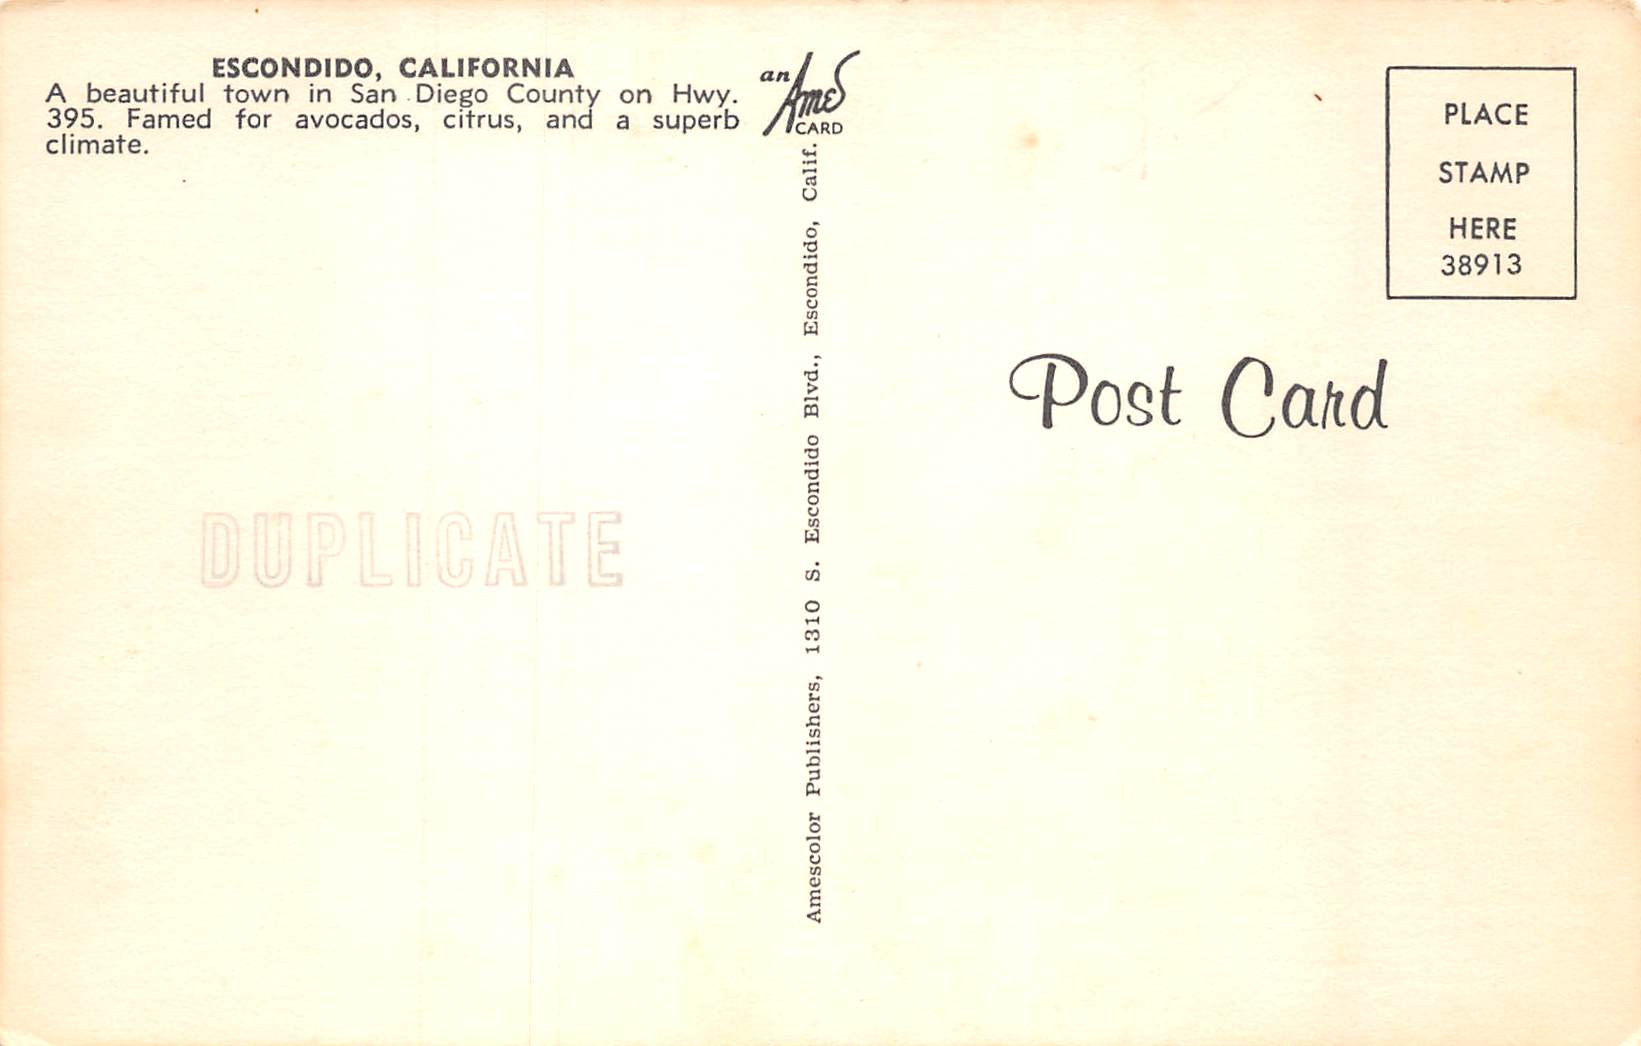 ESCONDIDO, CALIFORNIA
A beautiful town in San Diego County on Hwy.
395. Famed for avocados, citrus, and a superb
climate.
an Ames
CARD
Amescolor Publishers, 1310 S. Escondido Blvd., Escondido, Calif.
DUPLICATE
PLACE
STAMP
HERE
38913
Post Card